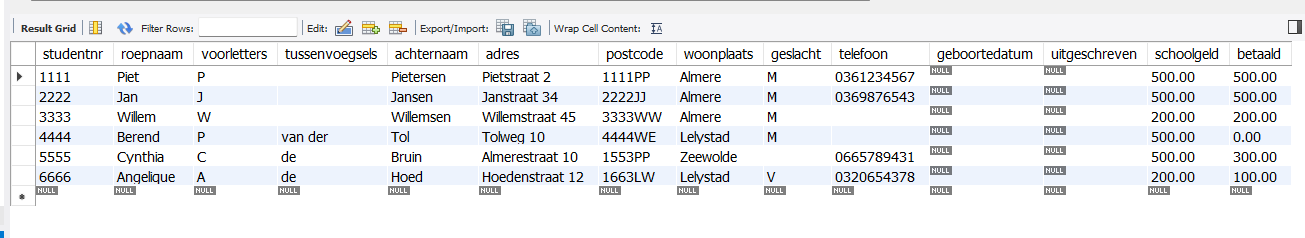 Result Grid Filter Rows: Edit: Export/Import: Wrap Cell Content:
studentnr roepnaam voorletters tussenvoegsels achternaam adres postcode woonplaats geslacht telefoon geboortedatum uitgeschreven schoolgeld betaald
1111 Piet P Pietersen Pietstraat 2 1111PP Almere M 0361234567 NULL NULL 500.00 500.00
2222 Jan J Jansen Janstraat 34 2222JJ Almere M 0369876543 NULL NULL 500.00 500.00
3333 Willem W Willemsen Willemstraat 45 3333WW Almere M NULL NULL 200.00 200.00
4444 Berend P van der Tol Tolweg 10 4444WE Lelystad M NULL NULL 500.00 0.00
5555 Cynthia C de Bruin Almerestraat 10 1553PP Zeewolde 0665789431 NULL NULL 500.00 300.00
6666 Angelique A de Hoed Hoedenstraat 12 1663LW Lelystad V 0320654378 NULL NULL 200.00 100.00
NULL NULL NULL NULL NULL NULL NULL NULL NULL NULL NULL NULL NULL NULL